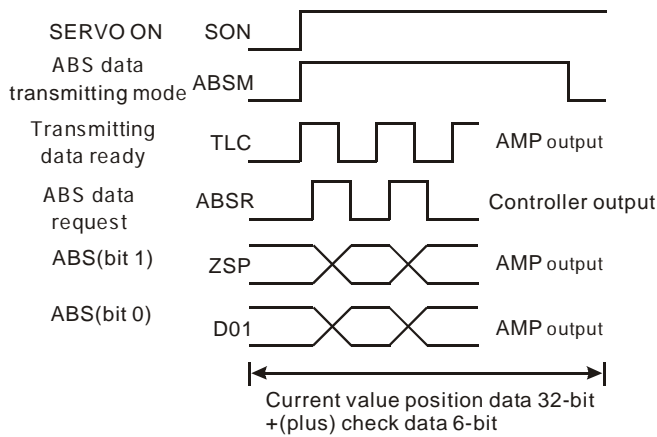 SERVO ON SON
ABS data
transmitting mode ABSM
Transmitting
data ready TLC AMP output
ABS data
request ABSR Controller output
ABS(bit 1) ZSP AMP output
ABS(bit 0) D01 AMP output
Current value position data 32-bit
+(plus) check data 6-bit